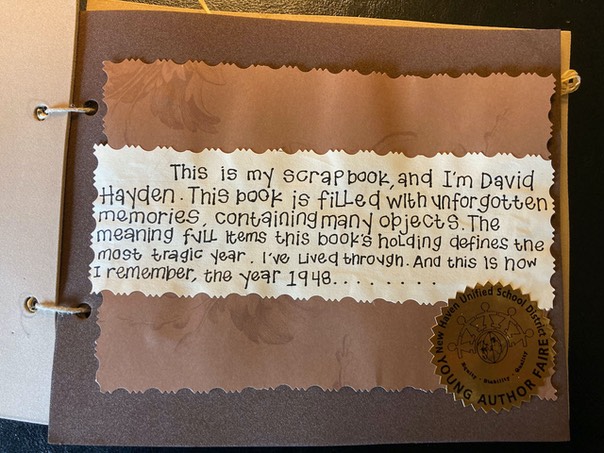 This is my scrapbook, and I'm David
Hayden. This book is filled with unforgotten
memories, containing many objects. The
meaning full items this book's holding defines the
most tragic year. I've lived through. And this is how
I remember, the year 1948.........
New Haven Unified School District
YOUNG AUTHOR FAIRE